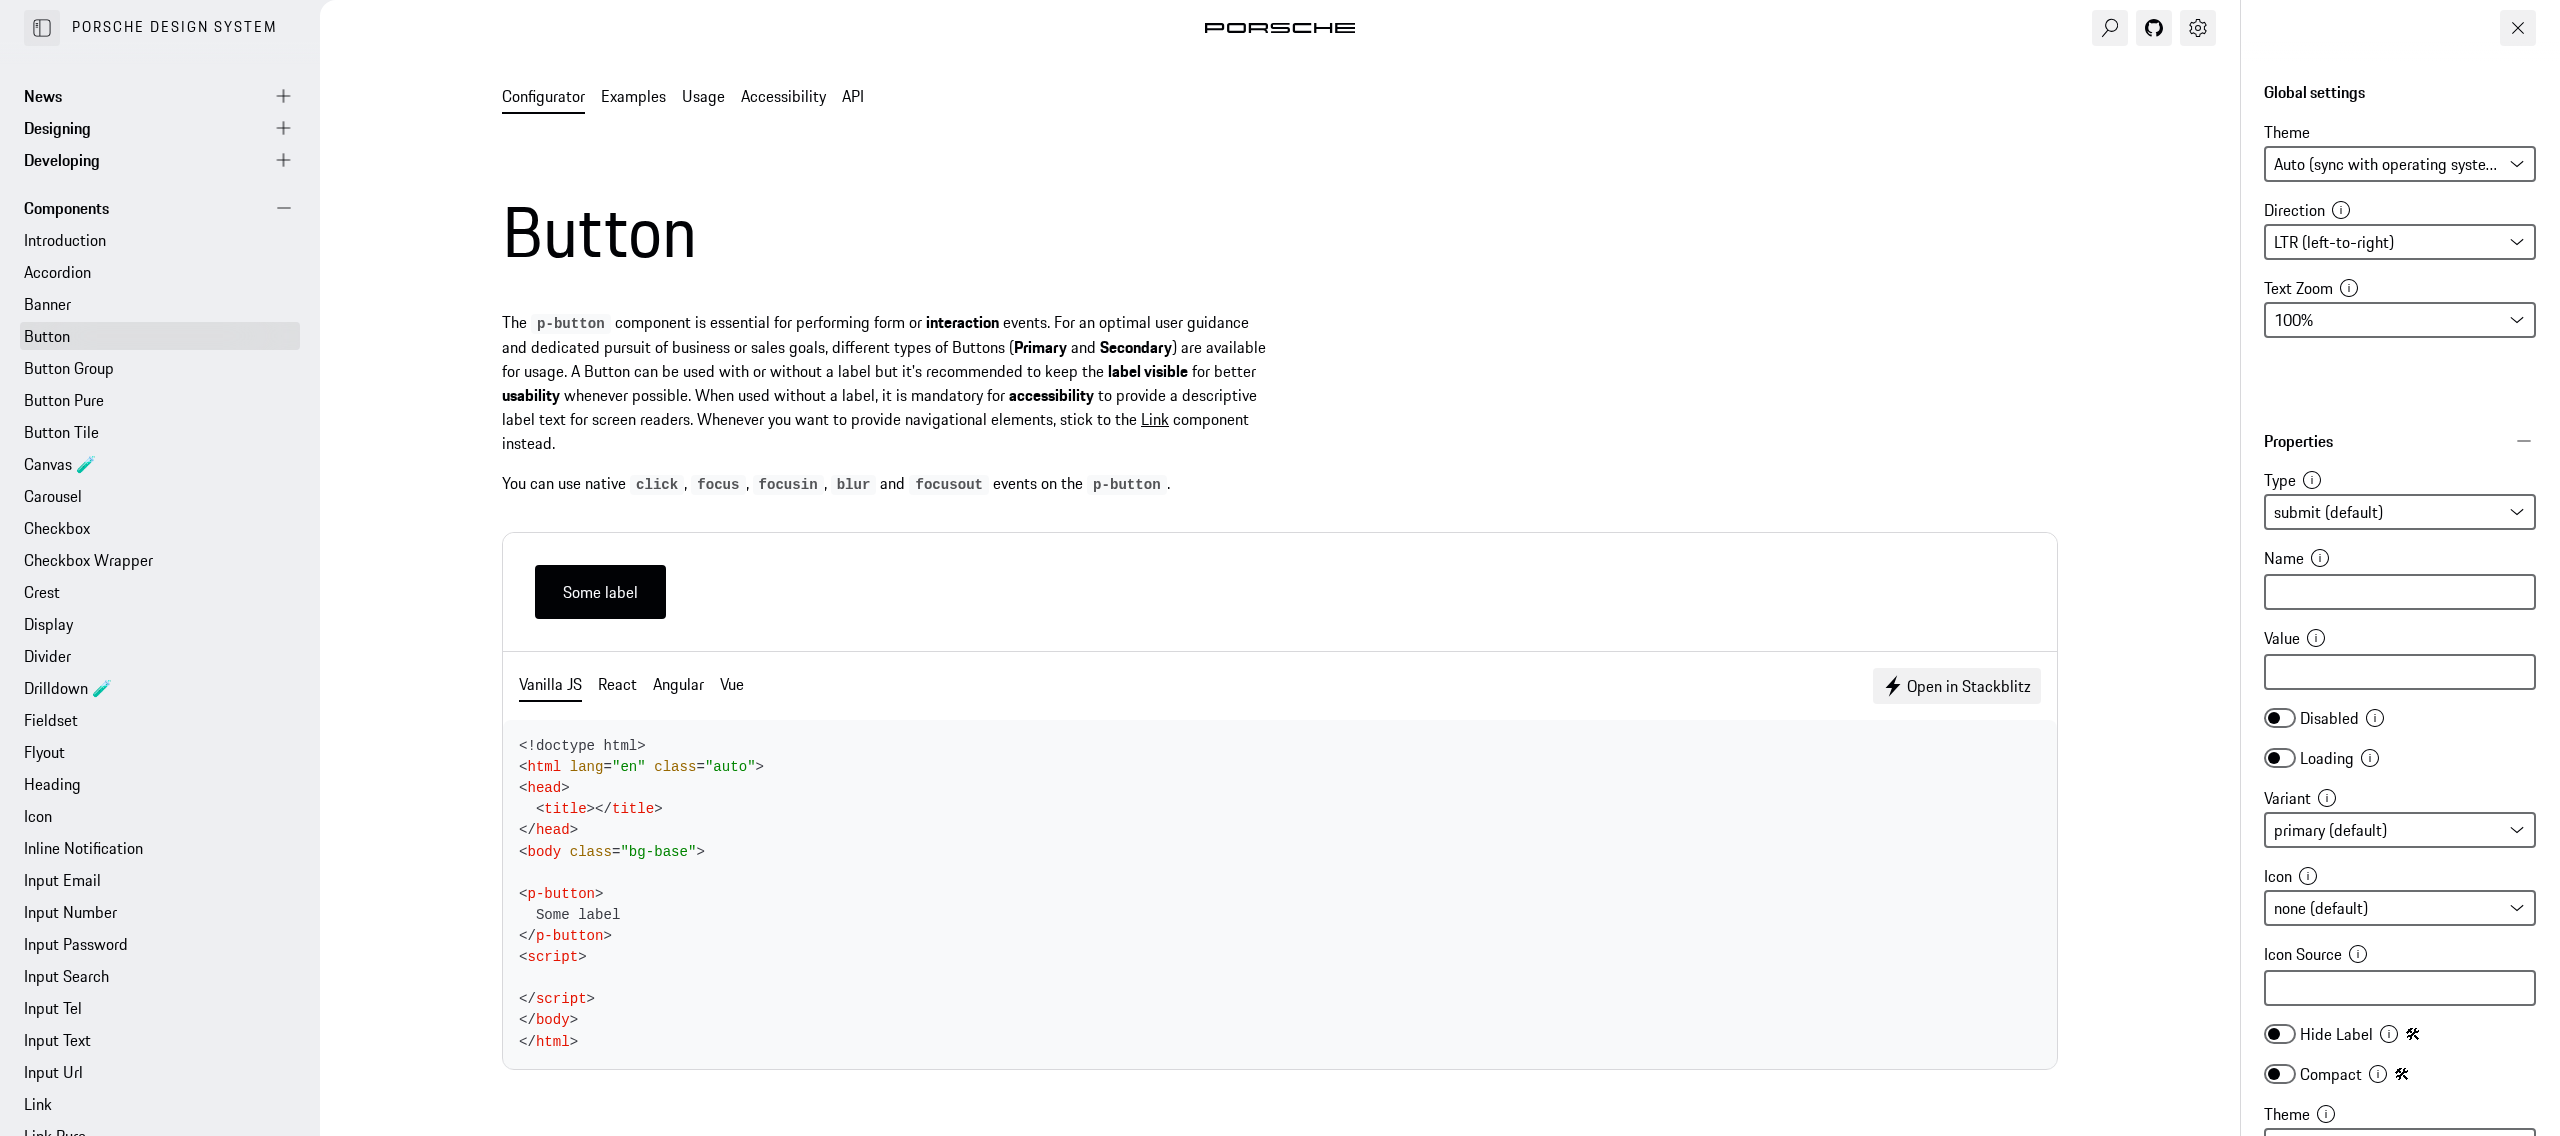 PORSCHE DESIGN SYSTEM
News
Designing
Developing
Components
Introduction
Accordion
Banner
Button
Button Group
Button Pure
Button Tile
Canvas 🧪
Carousel
Checkbox
Checkbox Wrapper
Crest
Display
Divider
Drilldown 🧪
Fieldset
Flyout
Heading
Icon
Inline Notification
Input Email
Input Number
Input Password
Input Search
Input Tel
Input Text
Input Url
Link
Link Pure
PORSCHE
Configurator Examples Usage Accessibility API
Button
The p-button component is essential for performing form or interaction events. For an optimal user guidance
and dedicated pursuit of business or sales goals, different types of Buttons (Primary and Secondary) are available
for usage. A Button can be used with or without a label but it's recommended to keep the label visible for better
usability whenever possible. When used without a label, it is mandatory for accessibility to provide a descriptive
label text for screen readers. Whenever you want to provide navigational elements, stick to the Link component
instead.
You can use native click, focus, focusin, blur and focusout events on the p-button.
Some label
Vanilla JS React Angular Vue
Open in Stackblitz
<!doctype html>
<html lang="en" class="auto">
<head>
  <title></title>
</head>
<body class="bg-base">
<p-button>
  Some label
</p-button>
<script>
</script>
</body>
</html>
Global settings
Theme
Auto (sync with operating syste...
Direction
LTR (left-to-right)
Text Zoom
100%
Properties
Type
submit (default)
Name
Value
Disabled
Loading
Variant
primary (default)
Icon
none (default)
Icon Source
Hide Label 🛠
Compact 🛠
Theme